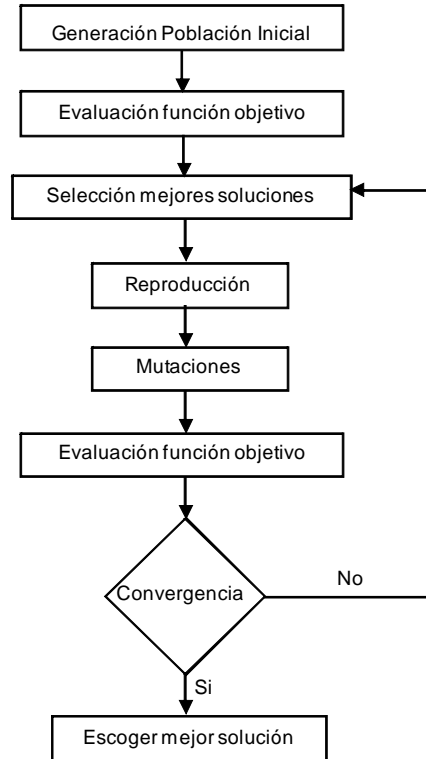 Generación Población Inicial
Evaluación función objetivo
Selección mejores soluciones
Reproducción
Mutaciones
Evaluación función objetivo
Convergencia
No
Si
Escoger mejor solución